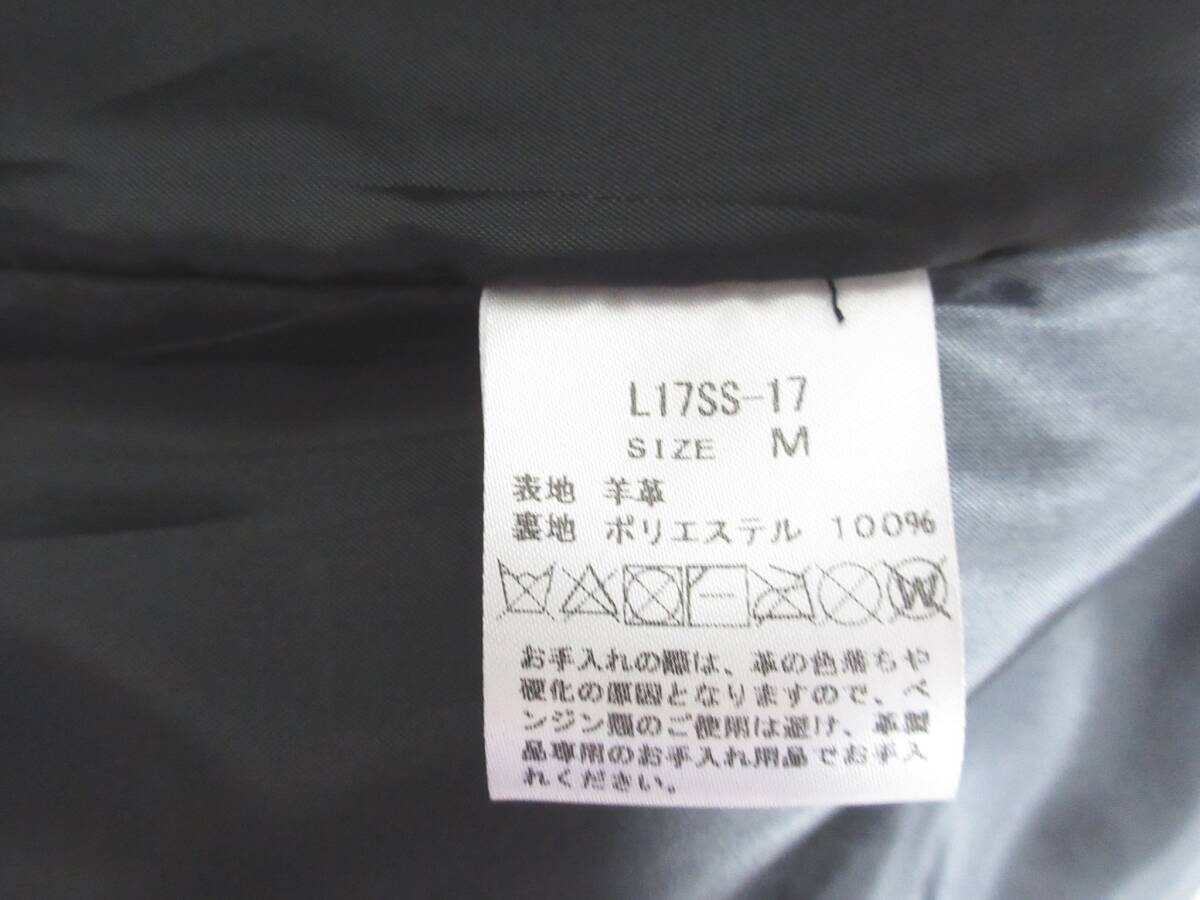 L17SS-17
SIZE M
表地 羊革
裏地 ポリエステル 100%
W
お手入れの際は、革の色落ちや
硬化の原因となりますので、ベ
ンジン類のご使用は避け、革製
品専用のお手入れ用品でお手入
れください。